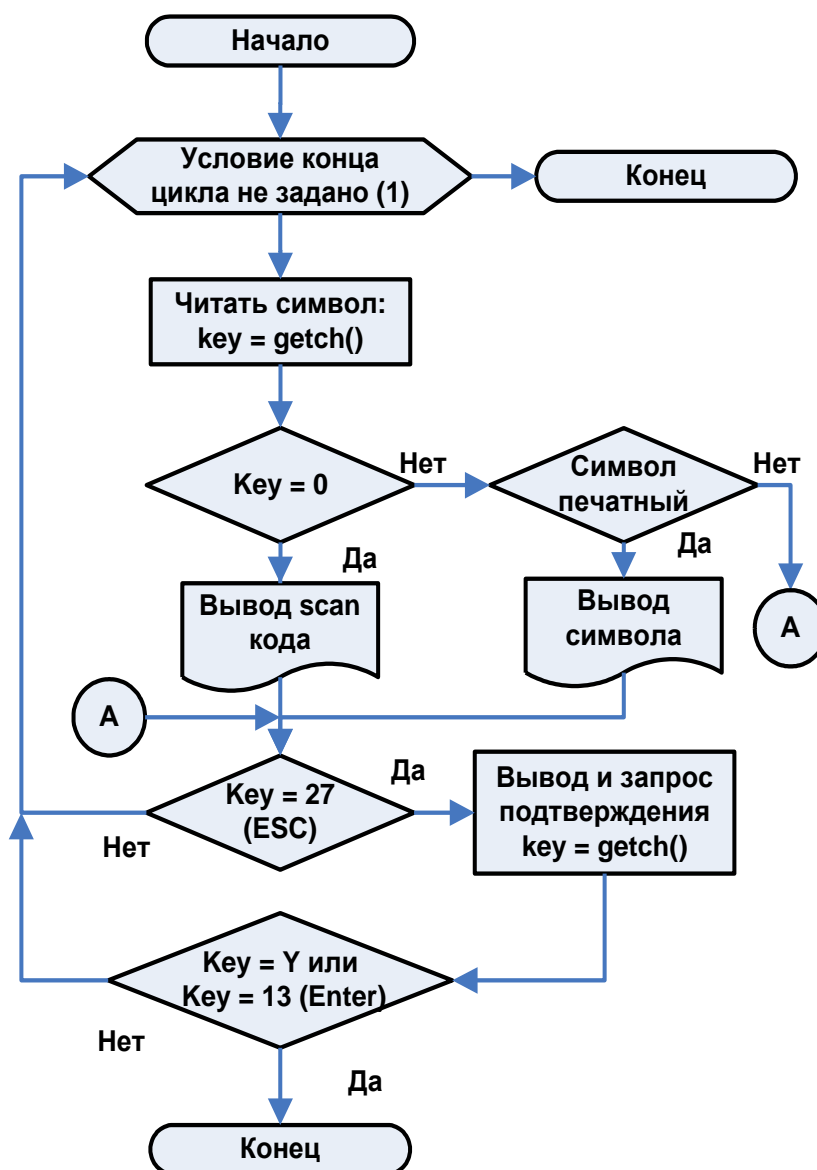 Начало
Условие конца
цикла не задано (1)
Конец
Читать символ:
key = getch()
Key = 0
Нет
Символ
печатный
Нет
Да
Да
Вывод scan
кода
Вывод
символа
А
А
Key = 27
(ESC)
Да
Нет
Вывод и запрос
подтверждения
key = getch()
Key = Y или
Key = 13 (Enter)
Нет
Да
Конец